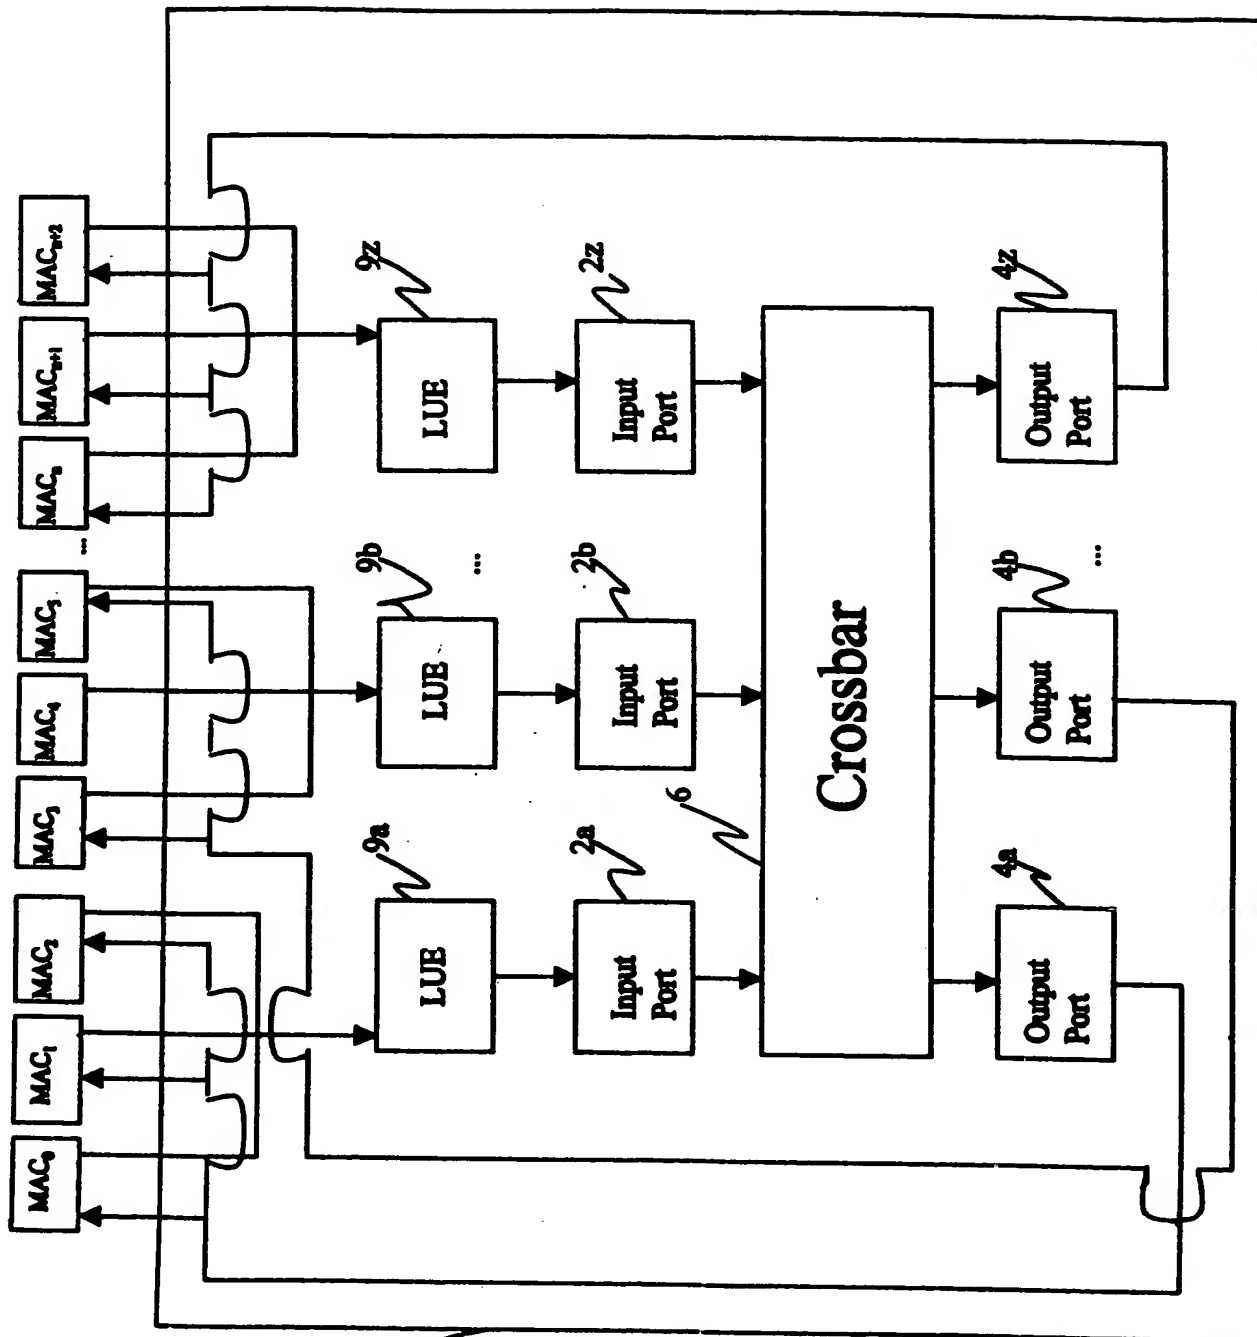 MAC₀ MAC₁ MAC₂ MAC₃ MAC₄ MAC₅ ... MACₙ MACₙ₊₁ MACₙ₊₂
9a 9b 9z
LUE LUE ... LUE
2a 2b 2z
Input Port
Input Port
Input Port
6
Crossbar
4a 4b 4z
Output Port
Output Port
...
Output Port